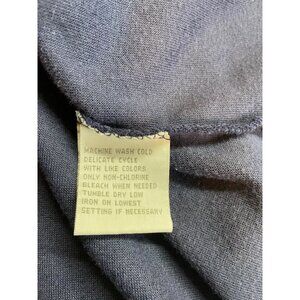 MACHINE WASH COLD
DELICATE CYCLE
WITH LIKE COLORS
ONLY NON-CHLORINE
BLEACH WHEN NEEDED
TUMBLE DRY LOW
IRON ON LOWEST
SETTING IF NECESSARY